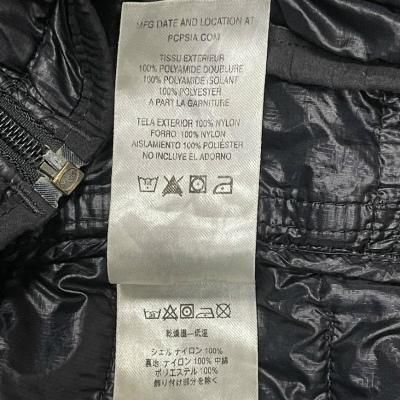 MFG DATE AND LOCATION AT
PCPSIA.COM
TISSU EXTERIEUR
100% POLYAMIDE DOUBLURE
100% POLYAMIDE ISOLANT
100% POLYESTER
A PART LA GARNITURE
TELA EXTERIOR 100% NYLON
FORRO: 100% NYLON
AISLAMIENTO 100% POLIÉSTER
NO INCLUYE EL ADORNO
乾燥温—低温
シェル ナイロン 100%
裏地 ナイロン 100% 中綿
ポリエステル 100%
飾り付け部分を除く